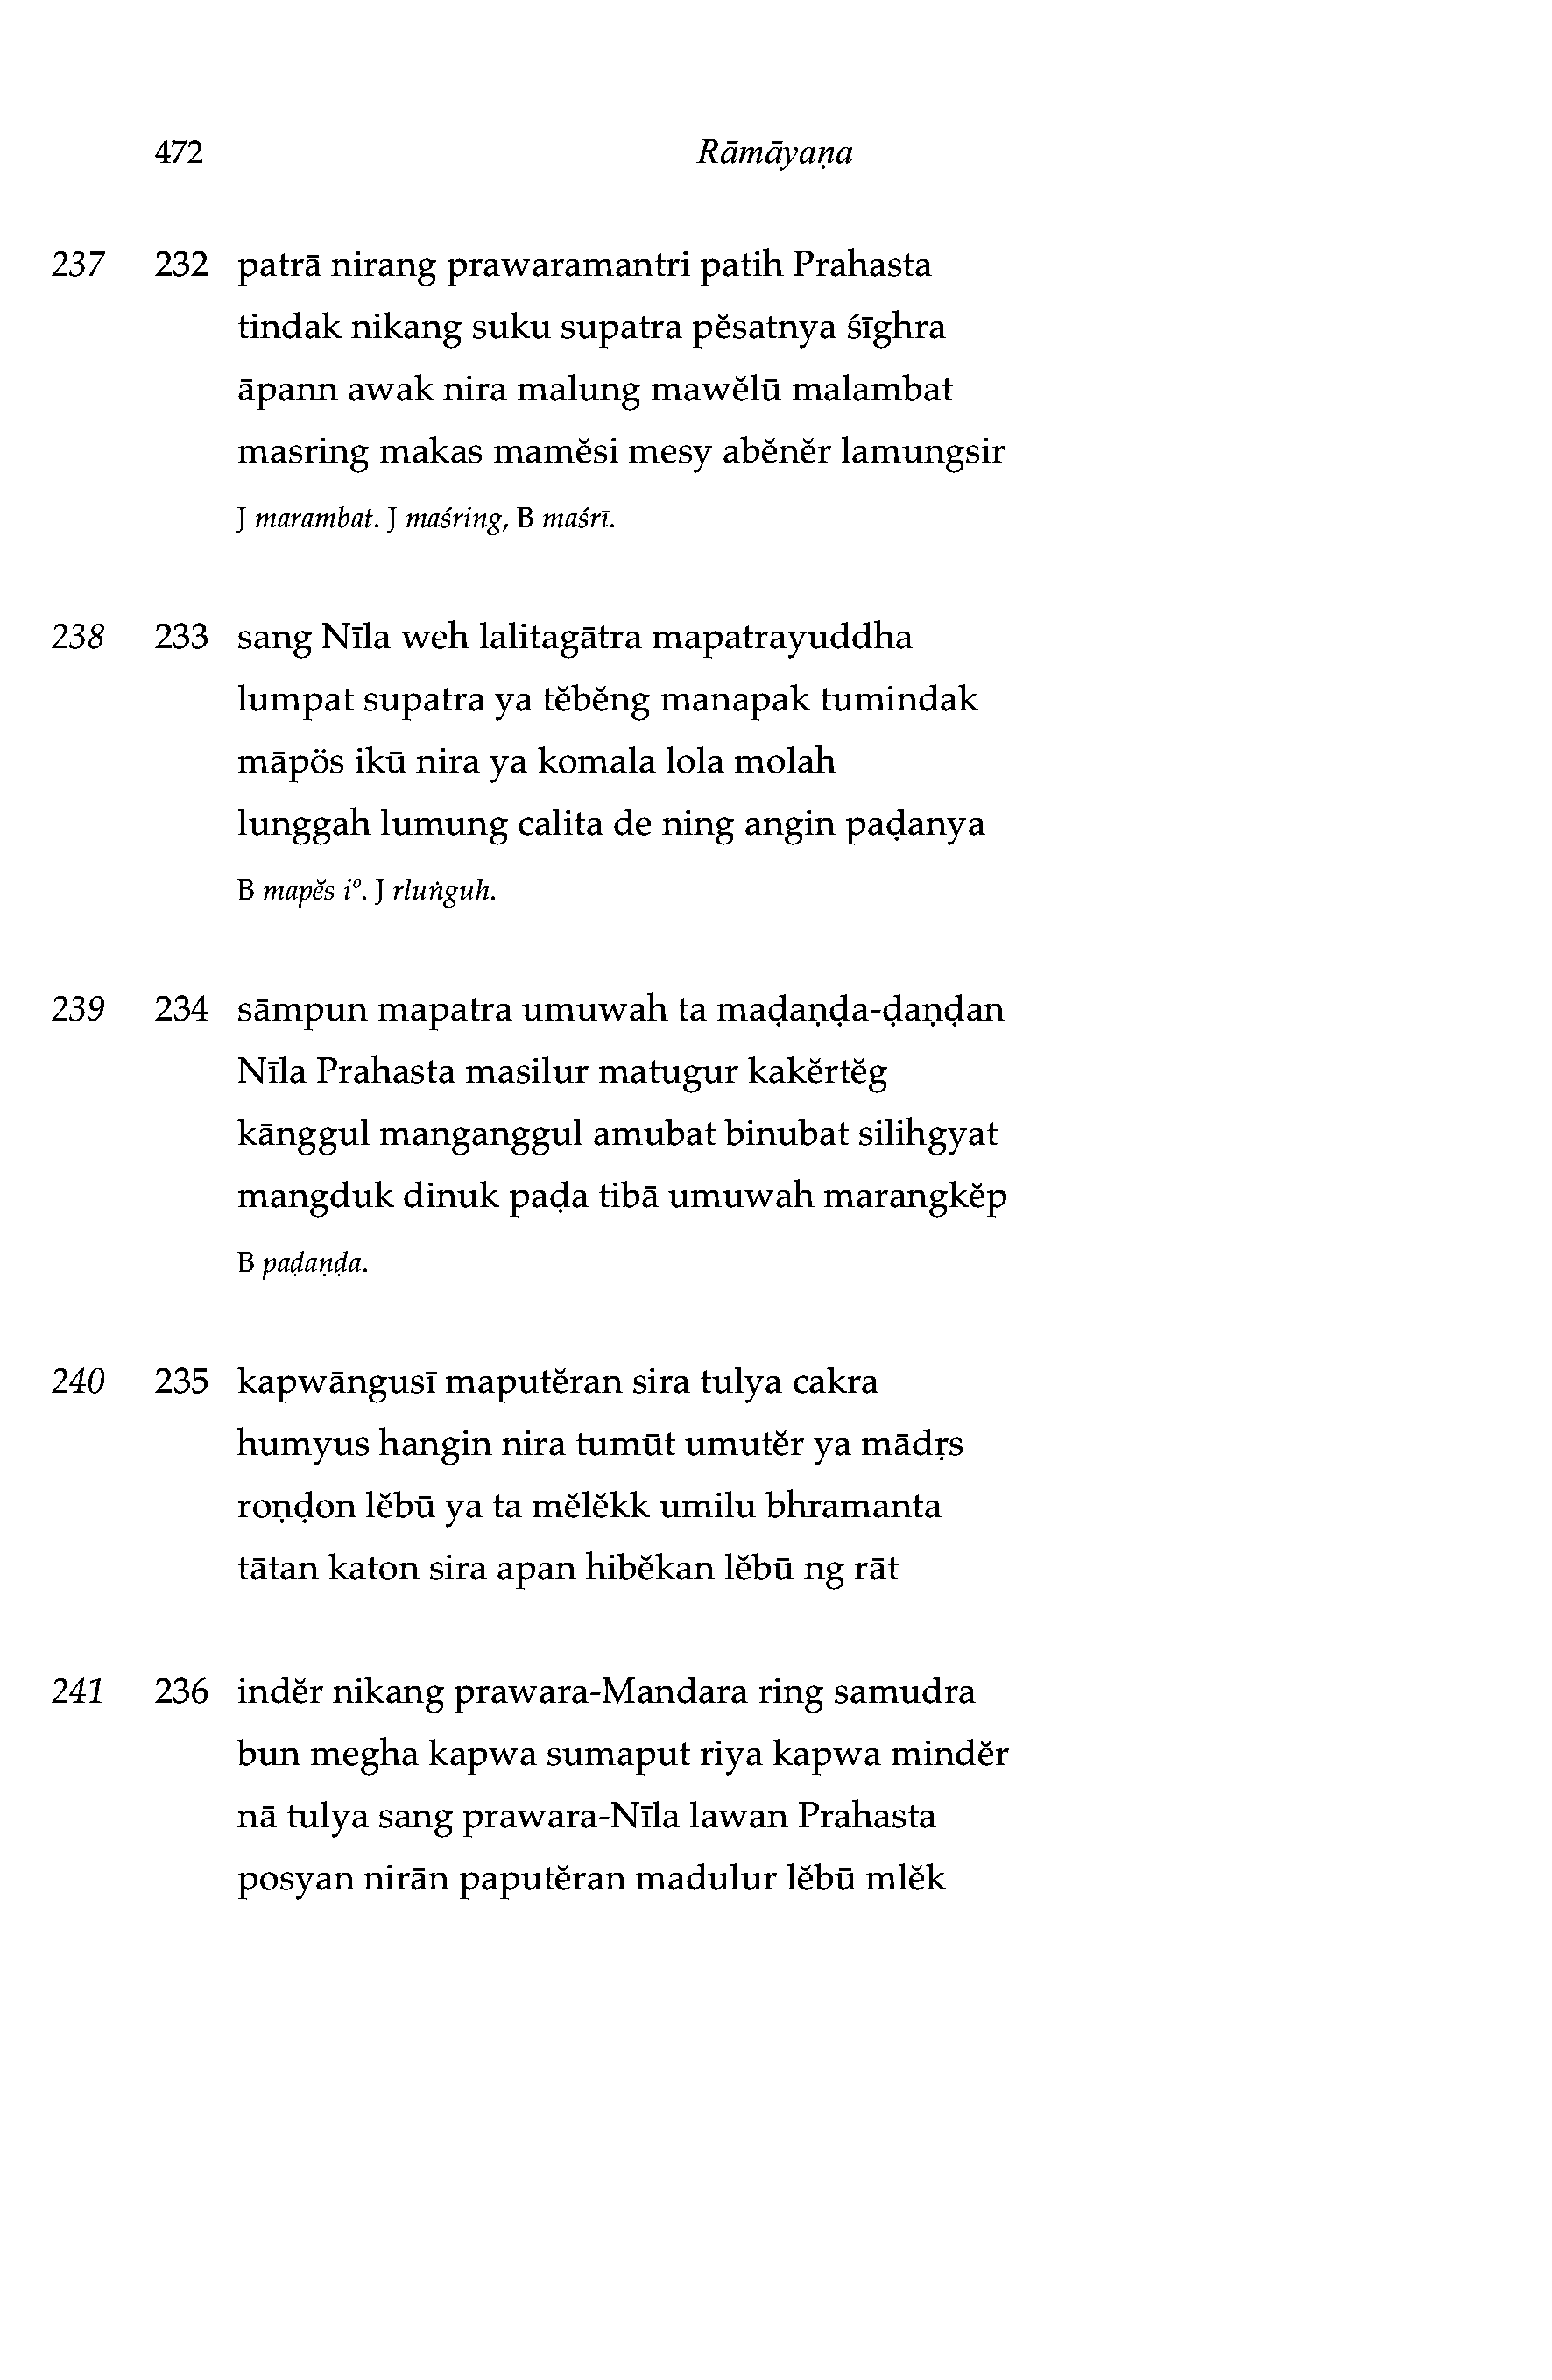 472 Rāmāyaṇa
237 232 patrā nirang prawaramantri patih Prahasta
tindak nikang suku supatra pĕsatnya śīghra
āpann awak nira malung mawĕlū malambat
masring makas mamĕsi mesy abĕnĕr lamungsir
J marambat. J maśring, B maśrī.
238 233 sang Nīla weh lalitagātra mapatrayuddha
lumpat supatra ya tĕbĕng manapak tumindak
māpös ikū nira ya komala lola molah
lunggah lumung calita de ning angin paḍanya
B mapĕs iº. J rluṅguh.
239 234 sāmpun mapatra umuwah ta maḍaṇḍa-ḍaṇḍan
Nīla Prahasta masilur matugur kakĕrtĕg
kānggul manganggul amubat binubat silihgyat
mangduk dinuk paḍa tibā umuwah marangkĕp
B paḍaṇḍa.
240 235 kapwāngusī maputĕran sira tulya cakra
humyus hangin nira tumūt umutĕr ya mādṛs
roṇḍon lĕbū ya ta mĕlĕkk umilu bhramanta
tātan katon sira apan hibĕkan lĕbū ng rāt
241 236 indĕr nikang prawara-Mandara ring samudra
bun megha kapwa sumaput riya kapwa mindĕr
nā tulya sang prawara-Nīla lawan Prahasta
posyan nirān paputĕran madulur lĕbū mlĕk